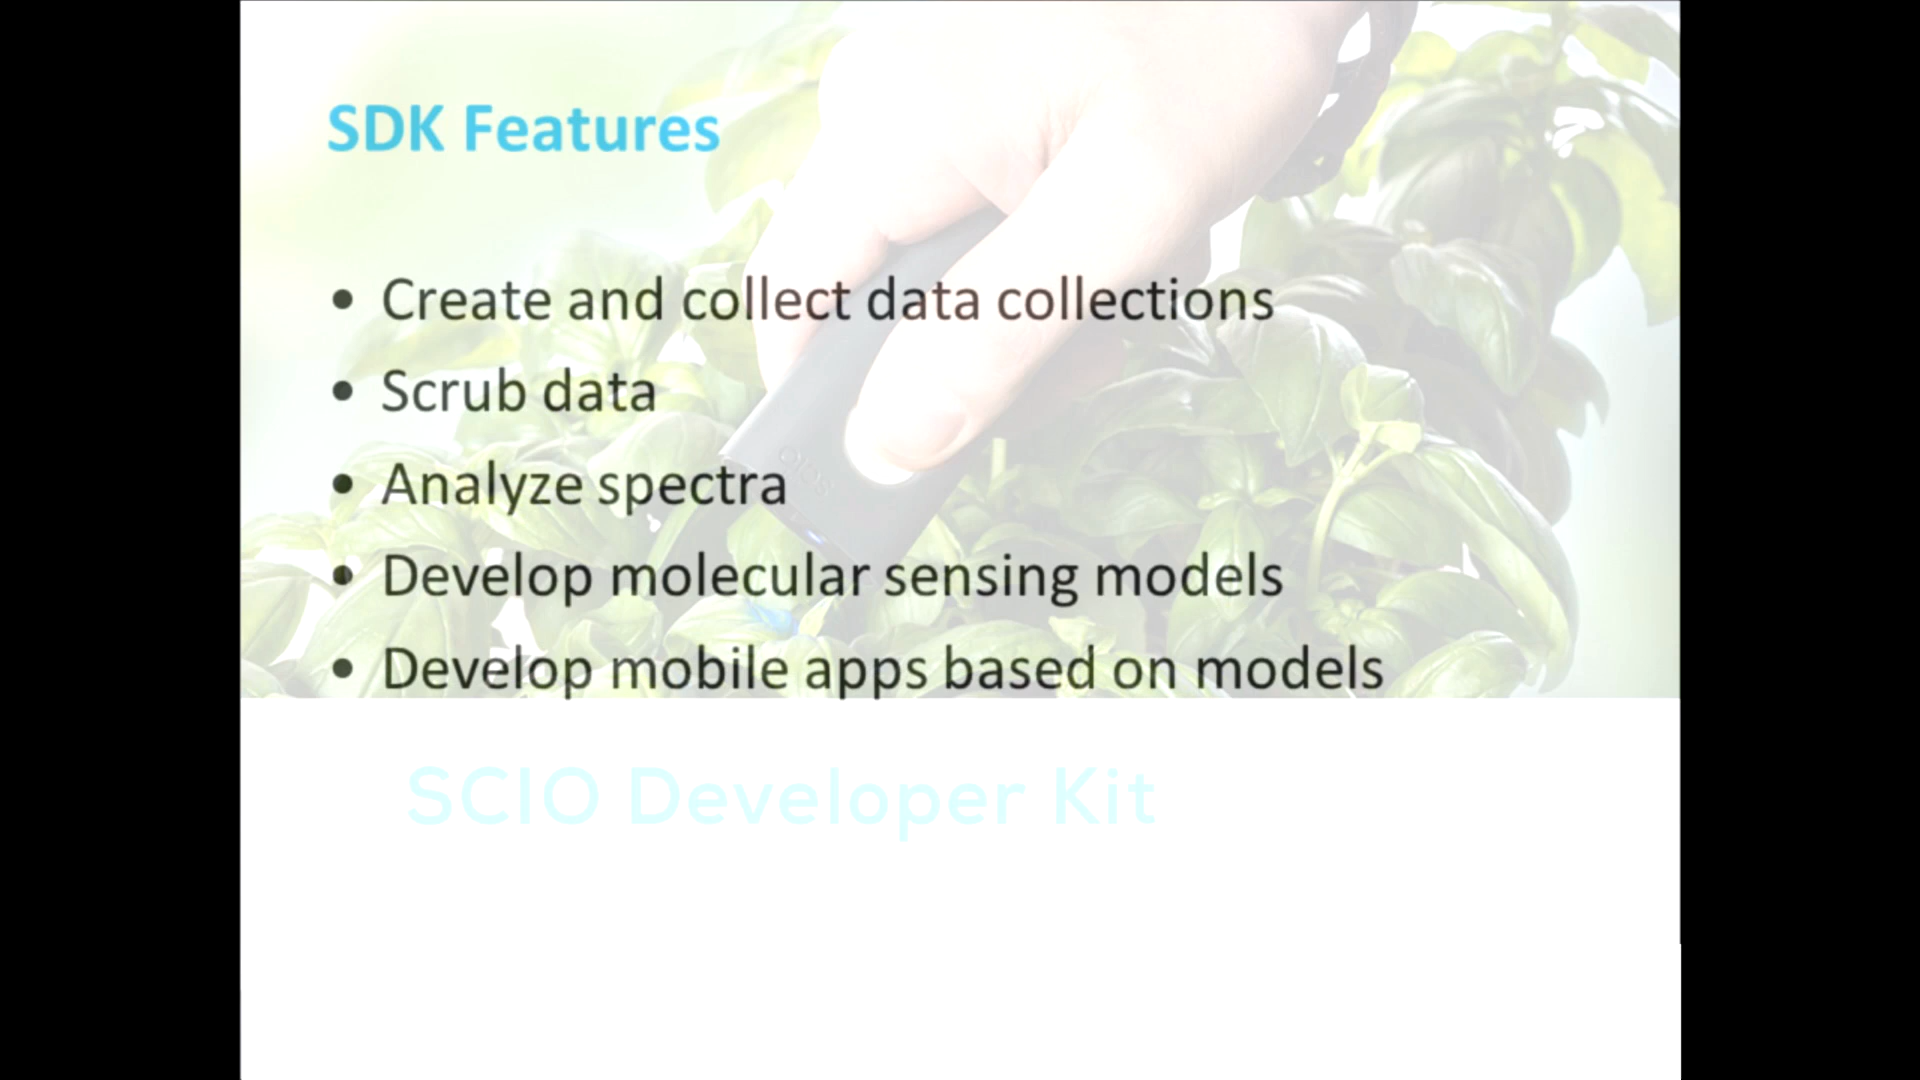 SDK Features
• Create and collect data collections
• Scrub data
• Analyze spectra
• Develop molecular sensing models
• Develop mobile apps based on models
SCIO Developer Kit